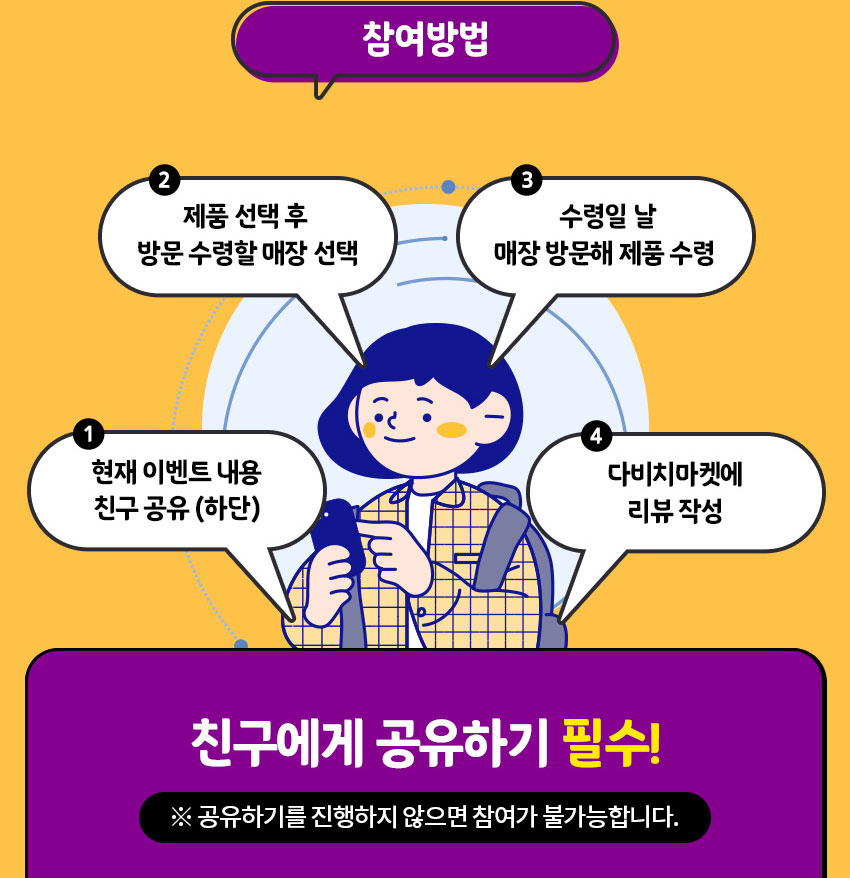 참여방법
1
현재 이벤트 내용
친구 공유 (하단)
2
제품 선택 후
방문 수령할 매장 선택
3
수령일 날
매장 방문해 제품 수령
4
다비치마켓에
리뷰 작성
친구에게 공유하기 필수!
※ 공유하기를 진행하지 않으면 참여가 불가능합니다.